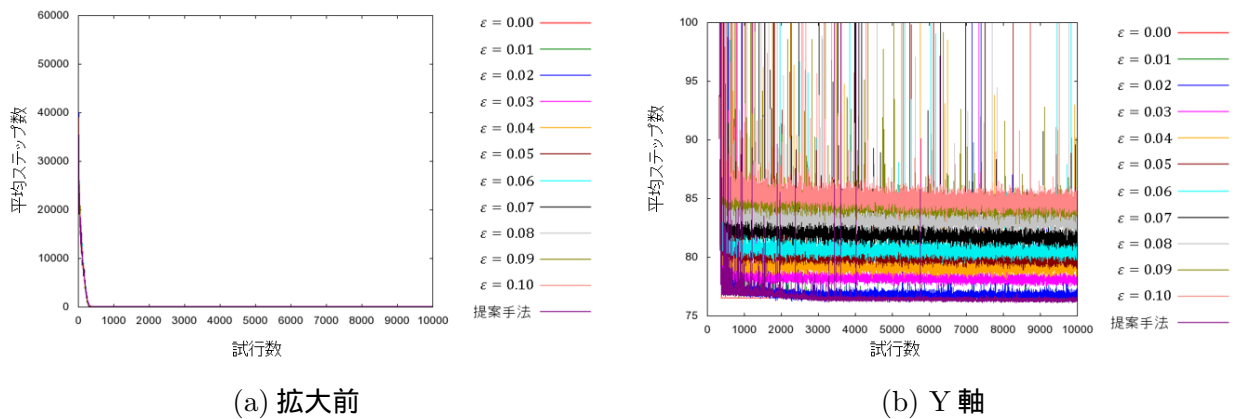 60000
50000
40000
30000
20000
10000
0
平均ステップ数
0 1000 2000 3000 4000 5000 6000 7000 8000 9000 10000
試行数
ε = 0.00
ε = 0.01
ε = 0.02
ε = 0.03
ε = 0.04
ε = 0.05
ε = 0.06
ε = 0.07
ε = 0.08
ε = 0.09
ε = 0.10
提案手法
(a) 拡大前
100
95
90
85
80
75
平均ステップ数
0 1000 2000 3000 4000 5000 6000 7000 8000 9000 10000
試行数
ε = 0.00
ε = 0.01
ε = 0.02
ε = 0.03
ε = 0.04
ε = 0.05
ε = 0.06
ε = 0.07
ε = 0.08
ε = 0.09
ε = 0.10
提案手法
(b) Y 軸